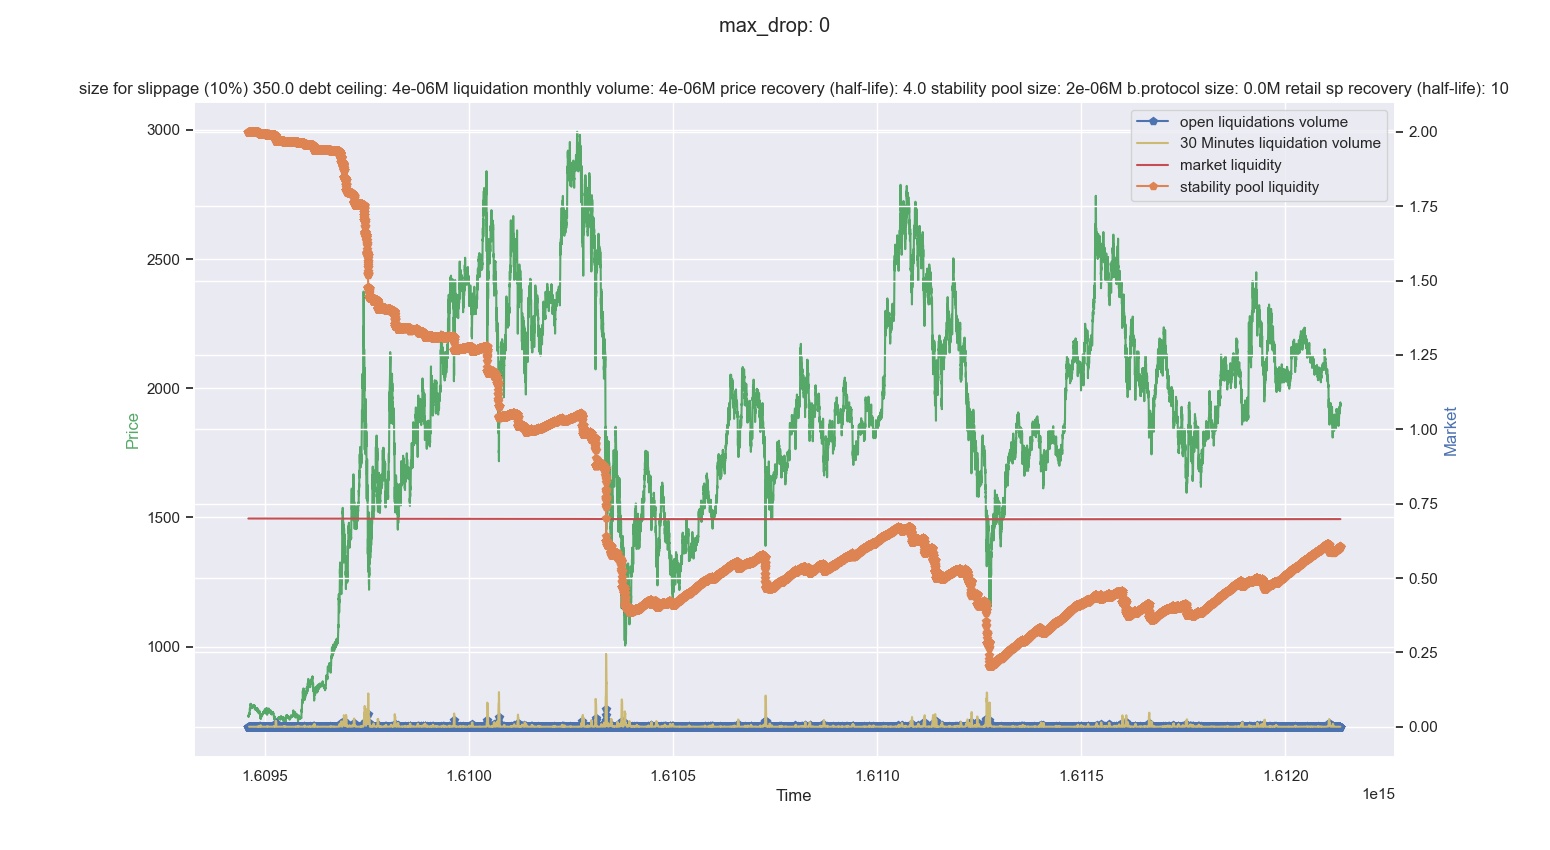 max_drop: 0
size for slippage (10%) 350.0 debt ceiling: 4e-06M liquidation monthly volume: 4e-06M price recovery (half-life): 4.0 stability pool size: 2e-06M b.protocol size: 0.0M retail sp recovery (half-life): 10
open liquidations volume
30 Minutes liquidation volume
market liquidity
stability pool liquidity
3000
2500
2000
1500
1000
Price
2.00
1.75
1.50
1.25
1.00
0.75
0.50
0.25
0.00
Market
1.6095 1.6100 1.6105 1.6110 1.6115 1.6120
Time
1e15